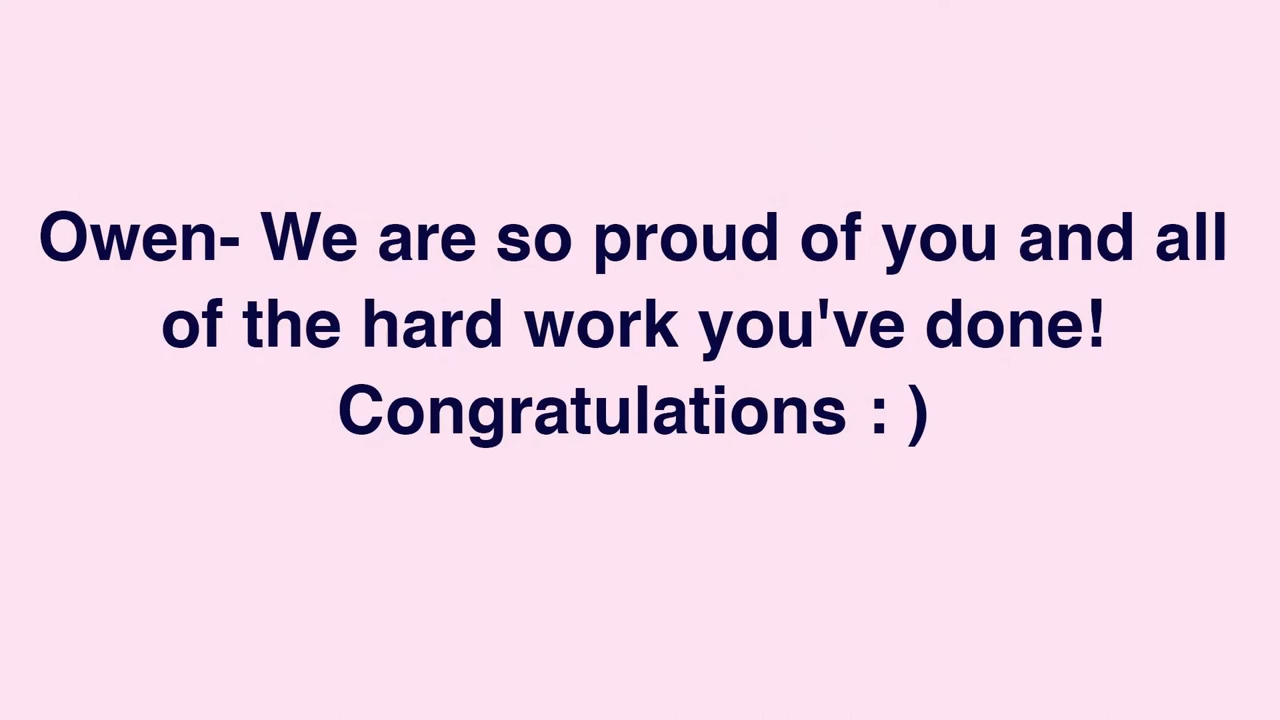 Owen- We are so proud of you and all
of the hard work you've done!
Congratulations : )